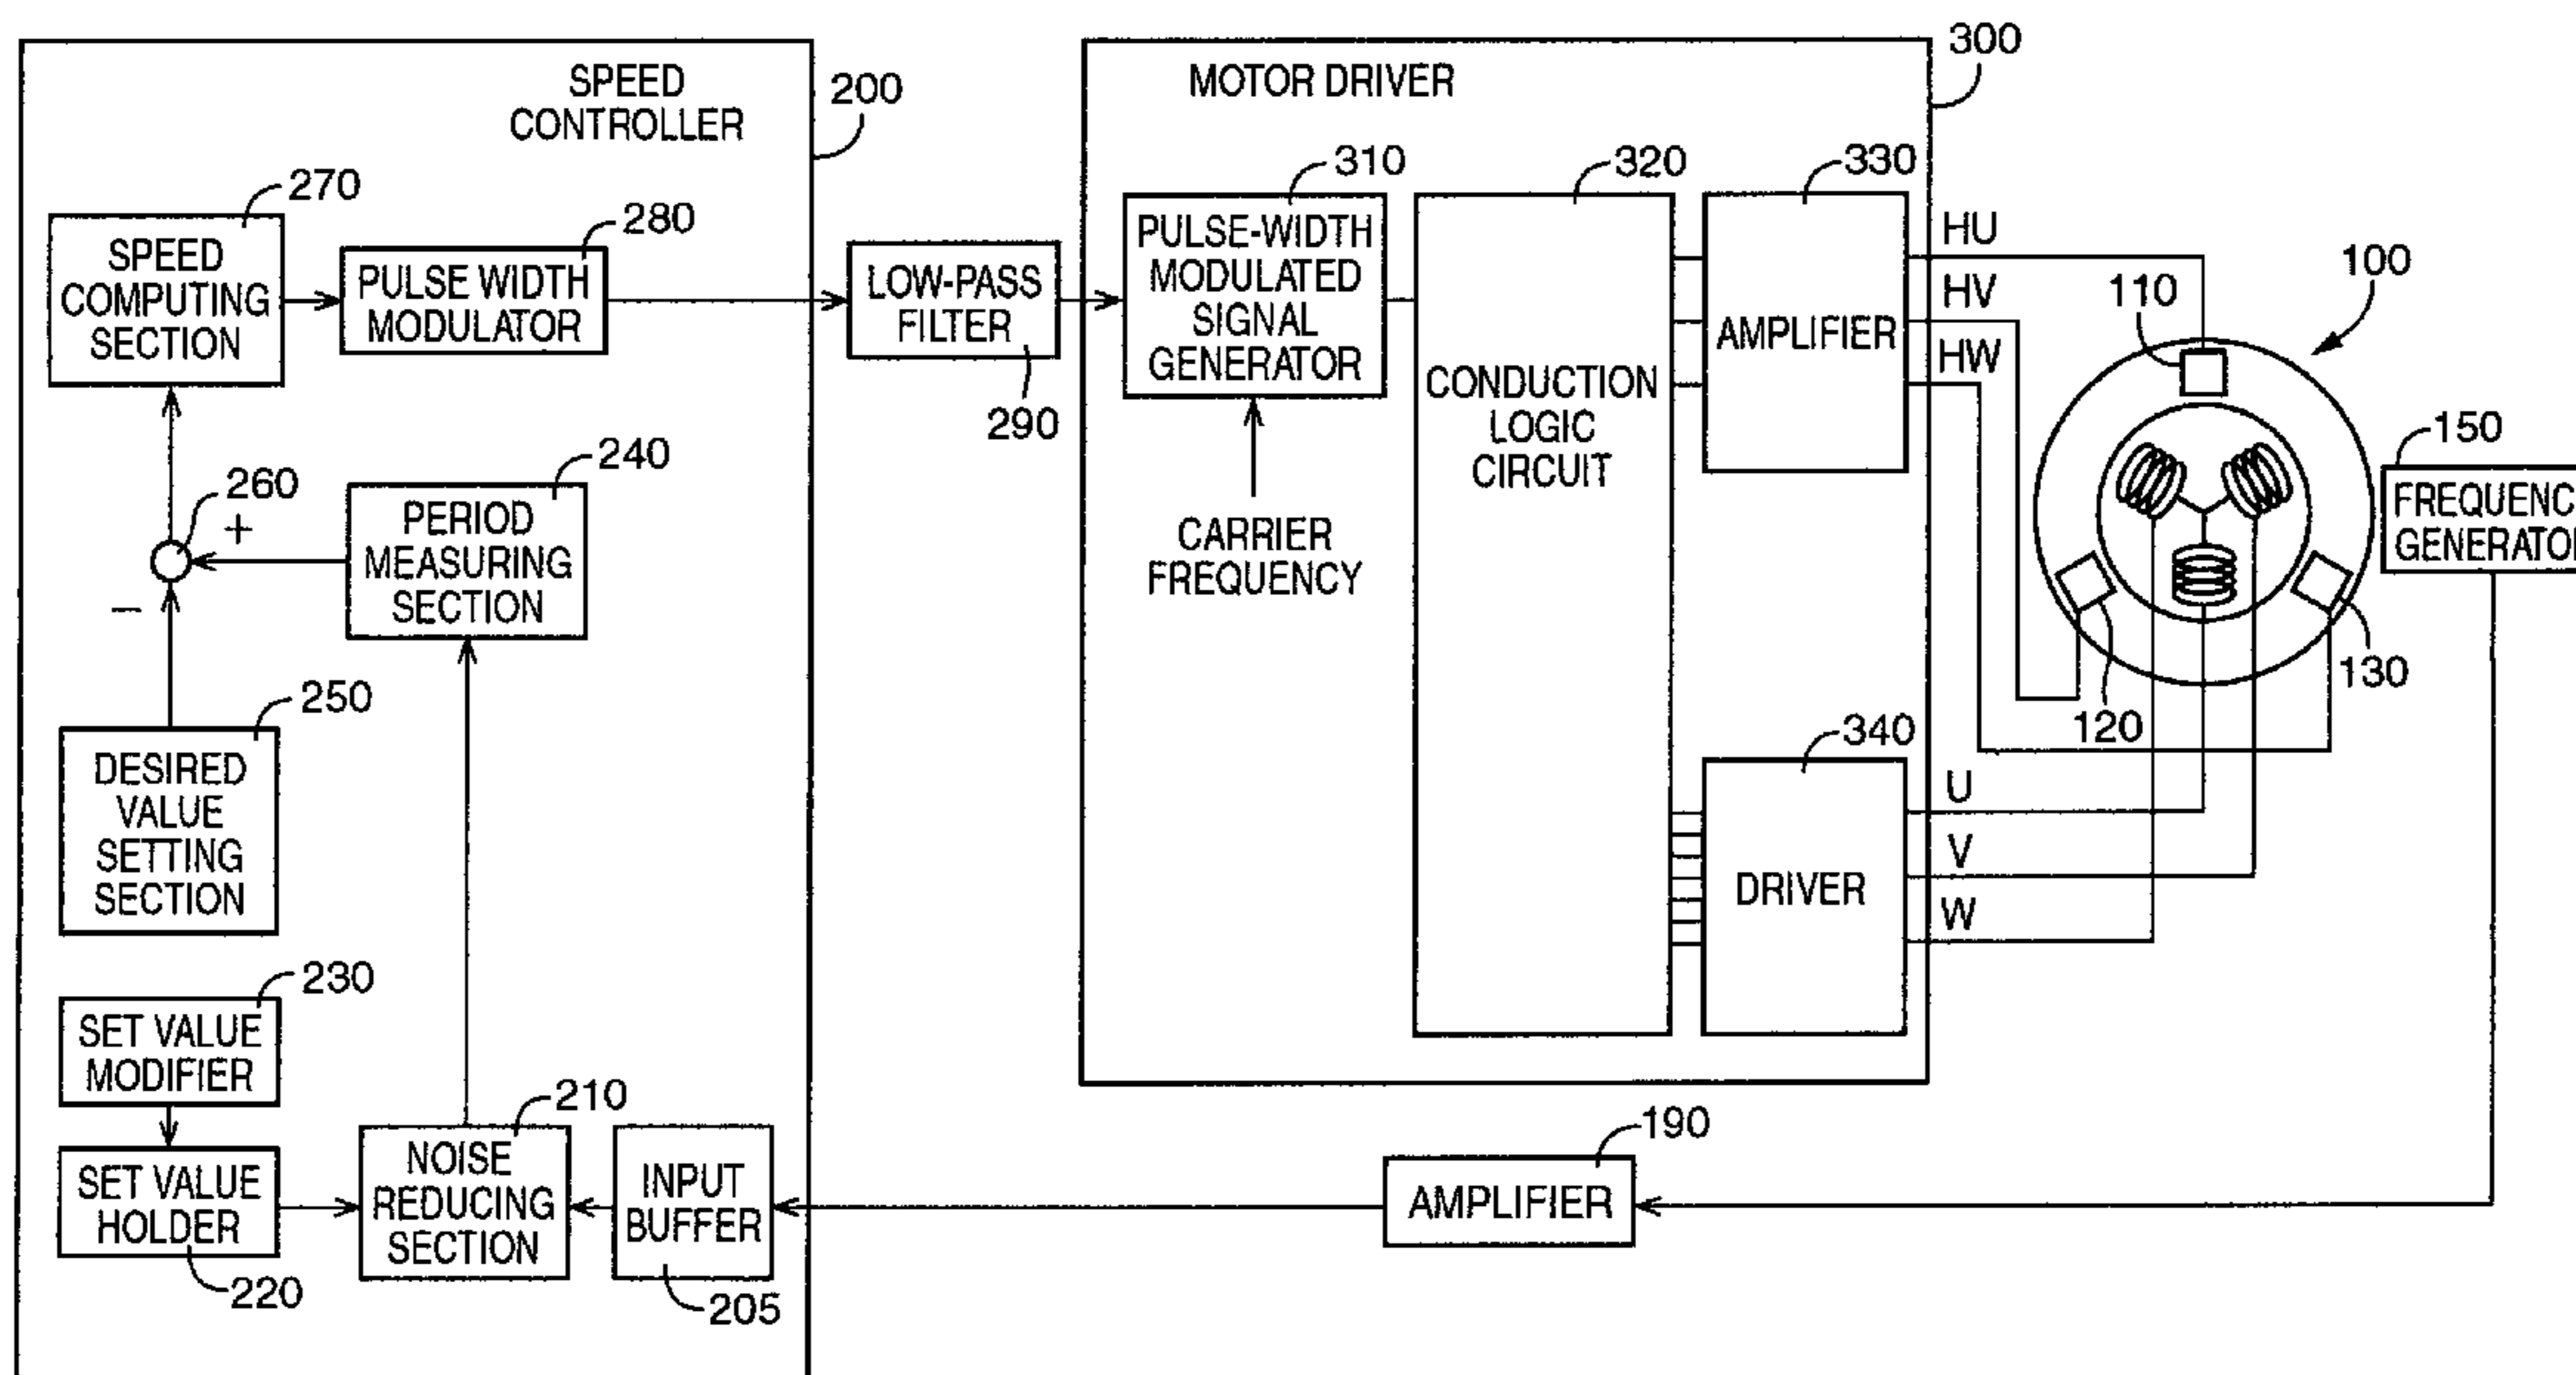 SPEED
CONTROLLER
200
270
SPEED
COMPUTING
SECTION
280
PULSE WIDTH
MODULATOR
LOW-PASS
FILTER
290
260
+
−
240
PERIOD
MEASURING
SECTION
250
DESIRED
VALUE
SETTING
SECTION
230
SET VALUE
MODIFIER
SET VALUE
HOLDER
220
210
NOISE
REDUCING
SECTION
INPUT
BUFFER
205
MOTOR DRIVER
300
310
PULSE-WIDTH
MODULATED
SIGNAL
GENERATOR
CARRIER
FREQUENCY
320
CONDUCTION
LOGIC
CIRCUIT
330
AMPLIFIER
HU
HV
HW
340
DRIVER
U
V
W
100
110
120
130
150
FREQUENC
GENERATO
190
AMPLIFIER